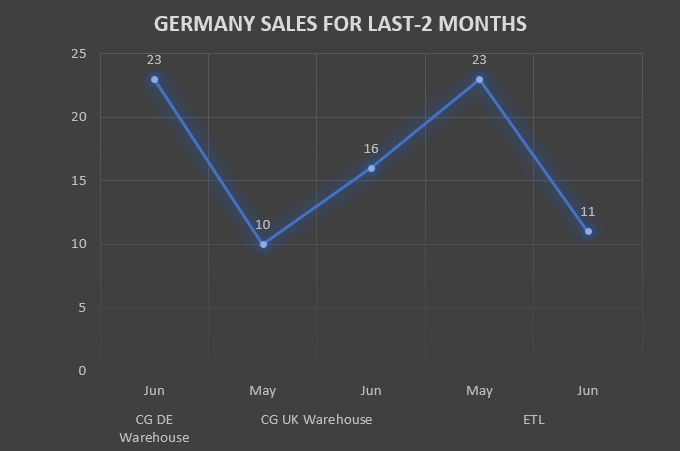 GERMANY SALES FOR LAST-2 MONTHS
25
20
15
10
5
0
23
10
16
23
11
Jun
May
Jun
May
Jun
CG DE
Warehouse
CG UK Warehouse
ETL